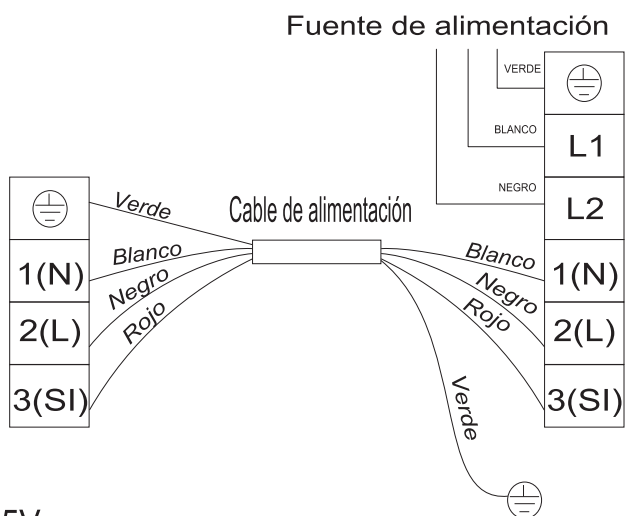 Fuente de alimentación
VERDE
BLANCO
L1
NEGRO
L2
Verde
Cable de alimentación
1(N)
Blanco
Blanco
1(N)
2(L)
Negro
Negro
2(L)
3(SI)
Rojo
Rojo
3(SI)
Verde